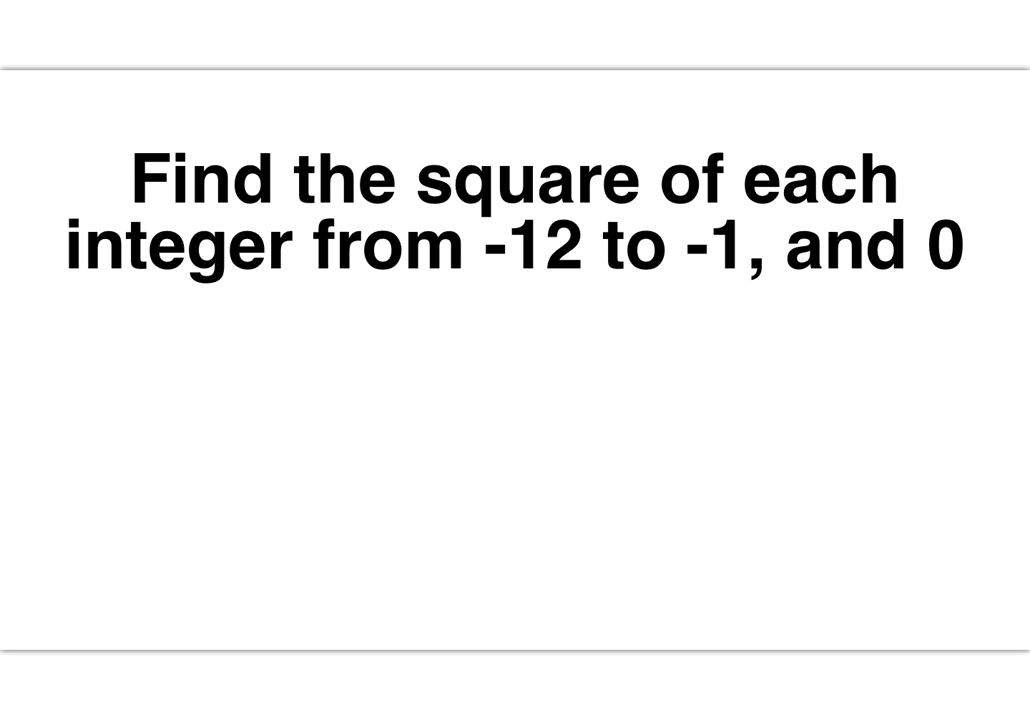 Find the square of each
integer from -12 to -1, and 0